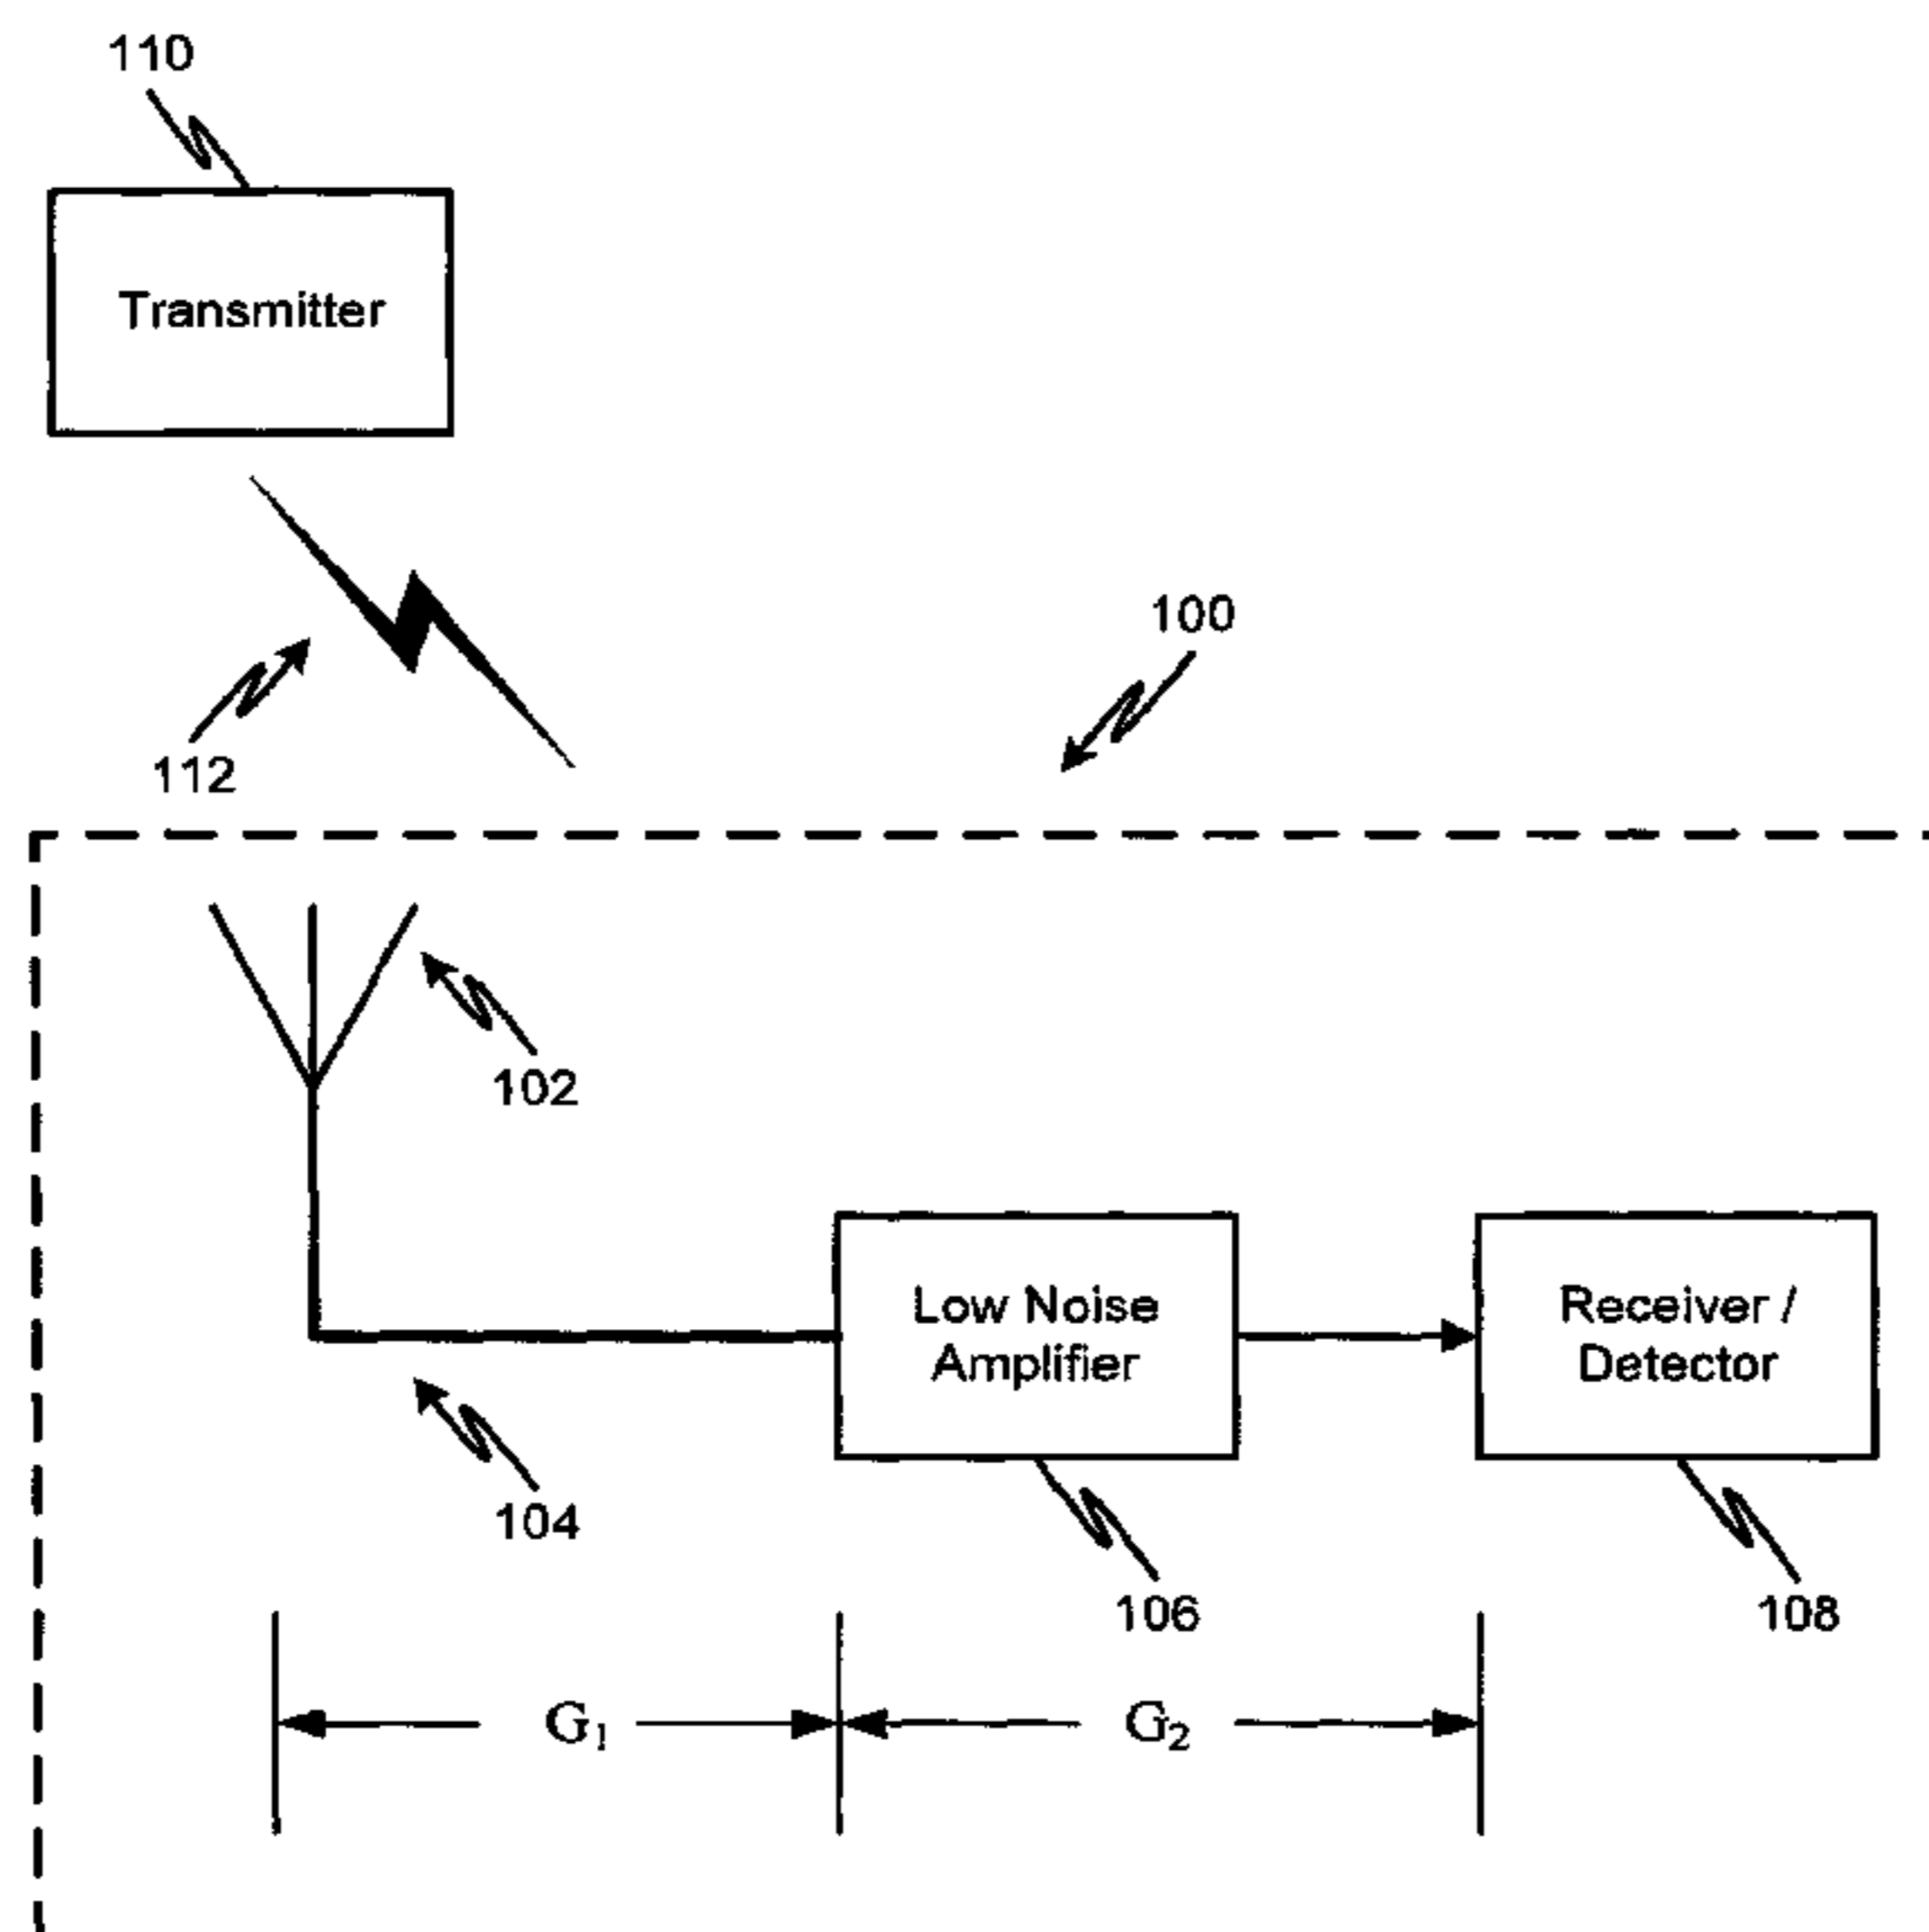 110
Transmitter
100
112
102
Low Noise
Amplifier
Receiver /
Detector
104
106
108
G₁
G₂